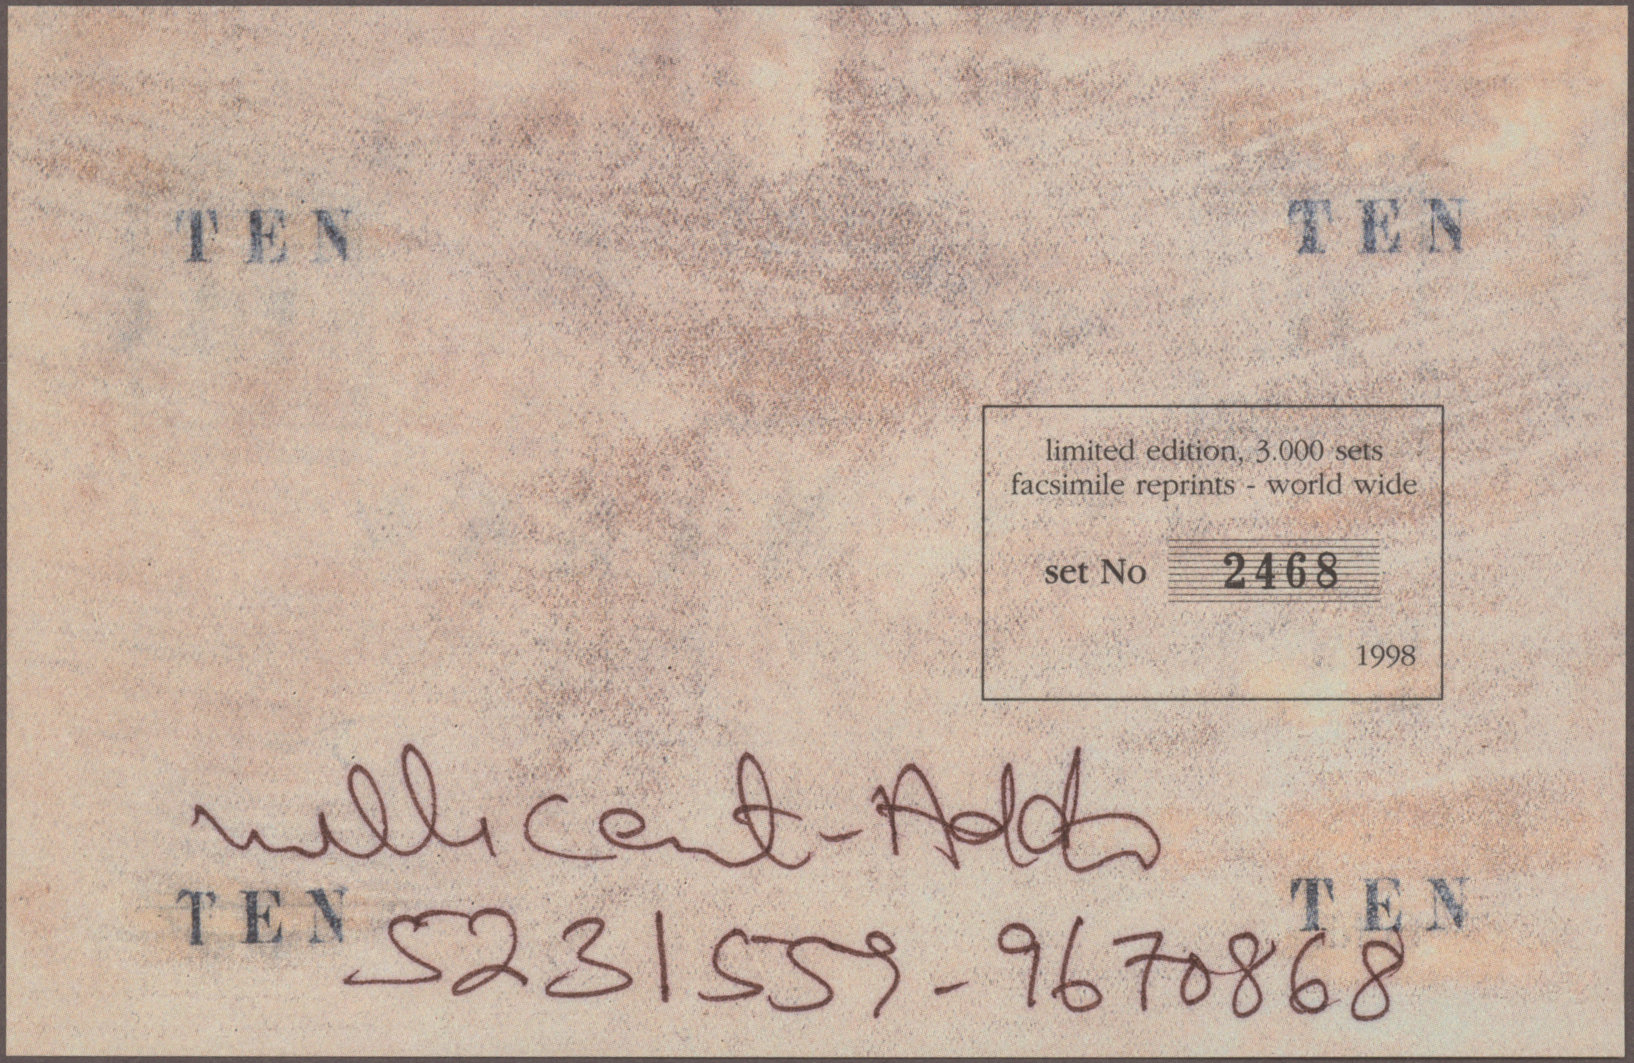 TEN TEN
limited edition, 3.000 sets
facsimile reprints - world wide
set No 2468
1998
millicent-Addo
TEN TEN
5231559-9670868